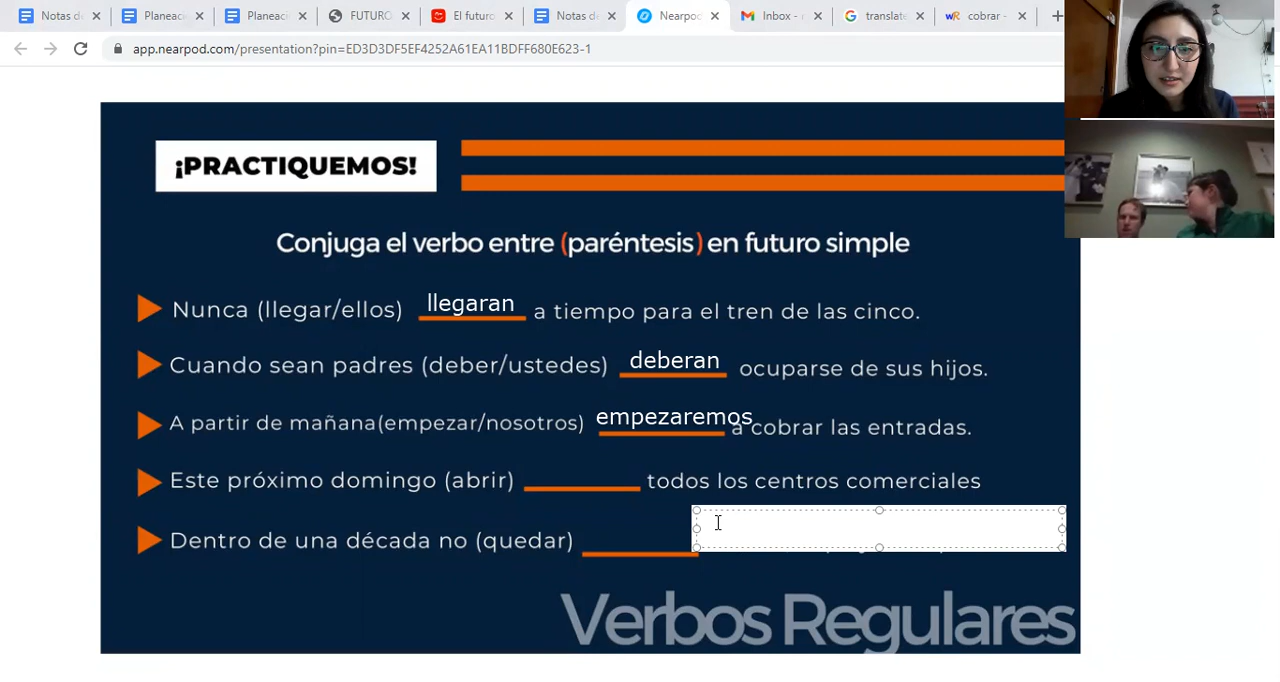 Notas de
Planeaci
Planeac
FUTURO
El futuro
Notas de
Nearpod
Inbox -
translate
cobrar -
app.nearpod.com/presentation?pin=ED3D3DF5EF4252A61EA11BDFF680E623-1
¡PRACTIQUEMOS!
Conjuga el verbo entre (paréntesis) en futuro simple
Nunca (llegar/ellos) llegaran a tiempo para el tren de las cinco.
Cuando sean padres (deber/ustedes) deberan ocuparse de sus hijos.
A partir de mañana(empezar/nosotros) empezaremos a cobrar las entradas.
Este próximo domingo (abrir) todos los centros comerciales
Dentro de una década no (quedar)
Verbos Regulares